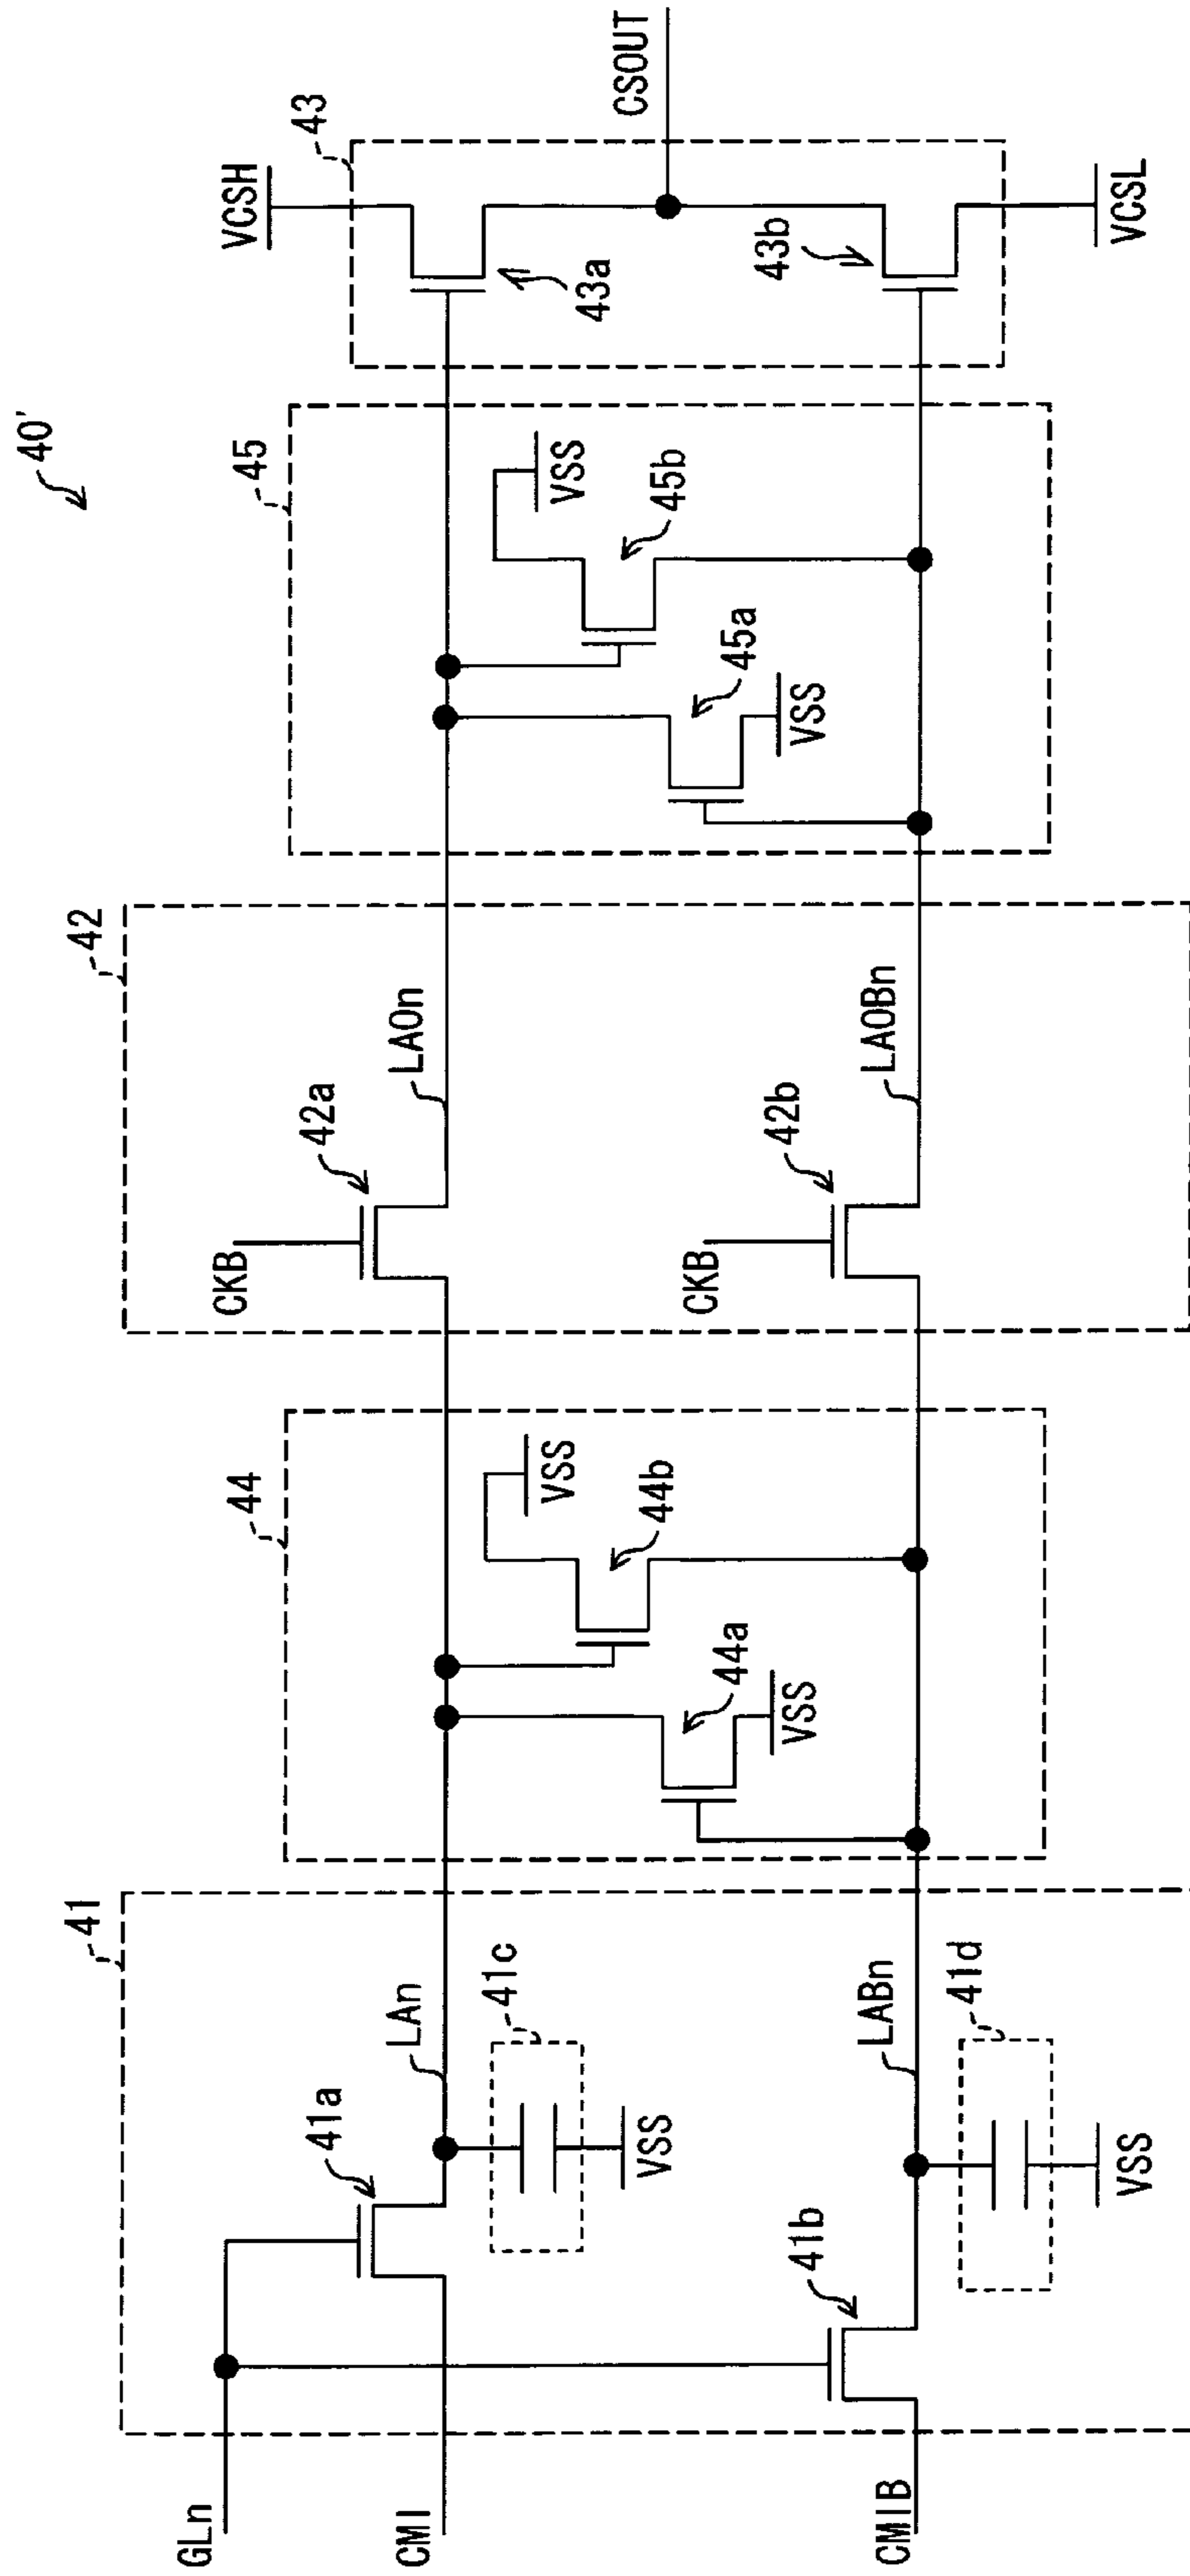 40'
41
42
43
44
45
GLn
CMI
CMIB
41a
41b
LAn
41c
VSS
LABn
41d
VSS
44a
VSS
44b
VSS
CKB
42a
LAOn
CKB
42b
LAOBn
45a
VSS
45b
VSS
VCSH
43a
43b
CSOUT
VCSL